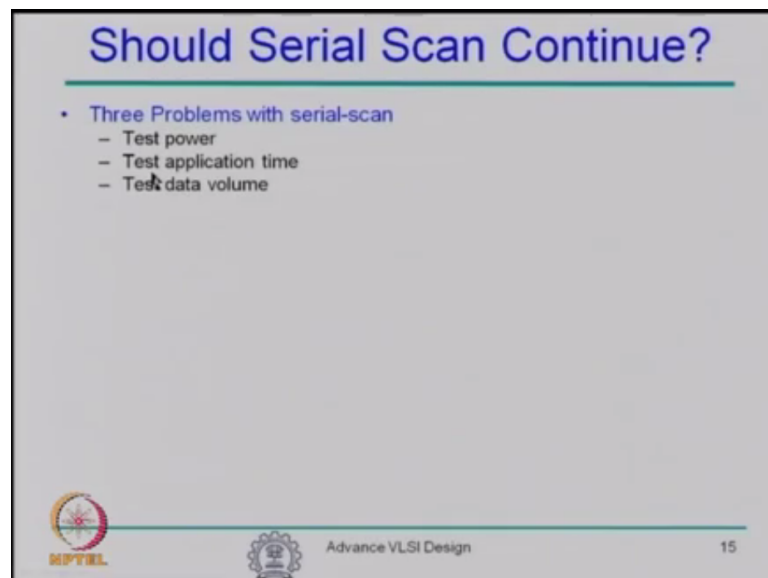 Should Serial Scan Continue?
• Three Problems with serial-scan
– Test power
– Test application time
– Test data volume
NPTEL
Advance VLSI Design
15